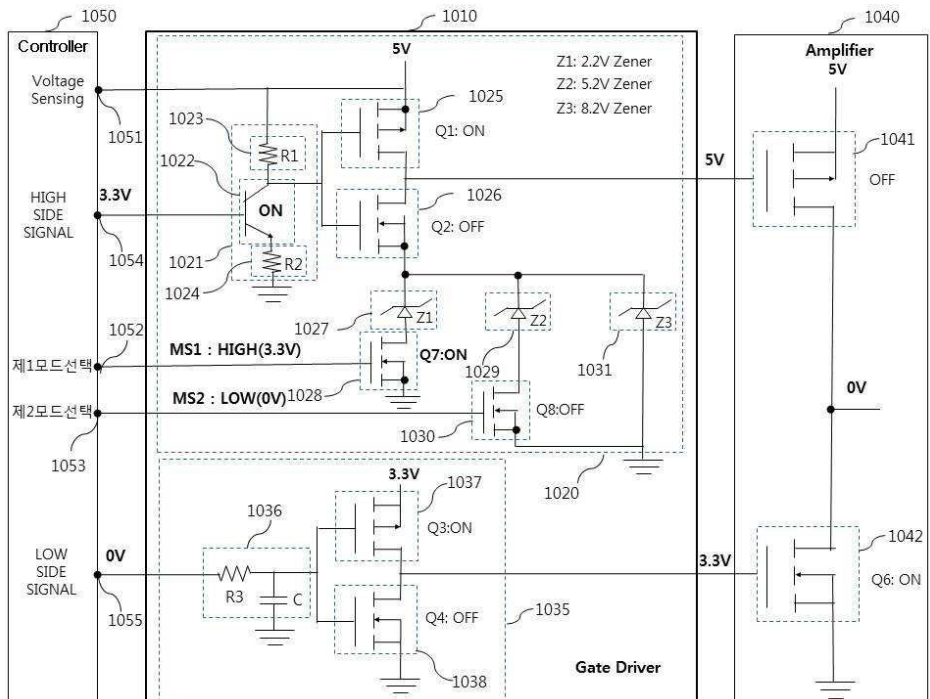 1050
1010
1040
Controller
5V
Z1: 2.2V Zener
Z2: 5.2V Zener
Z3: 8.2V Zener
Amplifier
5V
Voltage
Sensing
1051
1023
R1
1025
Q1: ON
1022
1041
OFF
5V
HIGH
SIDE
SIGNAL
3.3V
1054
ON
1026
Q2: OFF
1021
R2
1024
1052
1027
Z1
Z2
Z3
제1모드선택
MS1 : HIGH(3.3V)
Q7:ON
1029
1031
제2모드선택
MS2 : LOW(0V)
1028
Q8:OFF
1030
0V
1053
1020
3.3V
1037
1036
Q3:ON
LOW
SIDE
SIGNAL
0V
1055
R3
C
3.3V
1042
Q6: ON
Q4: OFF
1035
1038
Gate Driver